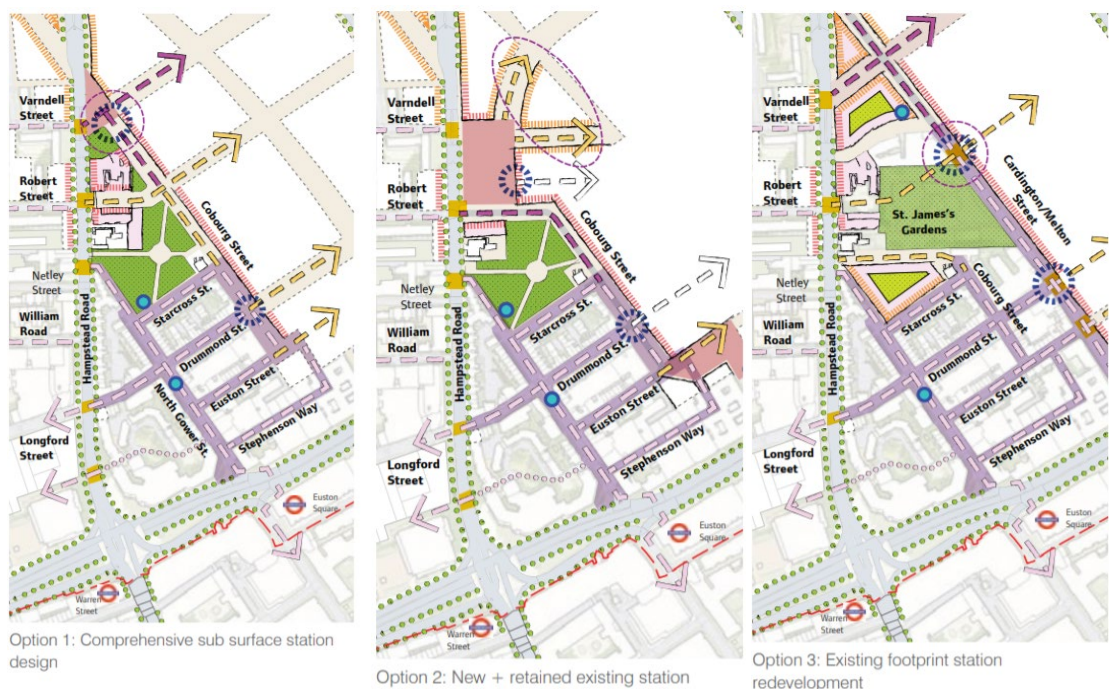 Varndell
Street
Robert
Street
Cobourg Street
Netley
Street
Hampstead Road
William
Road
Starcross St.
Drummond St.
North Gower St.
Euston Street
Stephenson Way
Longford
Street
Euston
Square
Warren
Street
Option 1: Comprehensive sub surface station
design
Varndell
Street
Robert
Street
Cobourg Street
Netley
Street
Hampstead Road
William
Road
Starcross St.
Drummond St.
Euston Street
Stephenson Way
Longford
Street
Euston
Square
Warren
Street
Option 2: New + retained existing station
Varndell
Street
Robert
Street
Cardington/Melton
Street
St. James's
Gardens
Netley
Street
Hampstead Road
Cobourg Street
William
Road
Starcross St.
Drummond St.
Euston Street
Stephenson Way
Longford
Street
Euston
Square
Warren
Street
Option 3: Existing footprint station
redevelopment